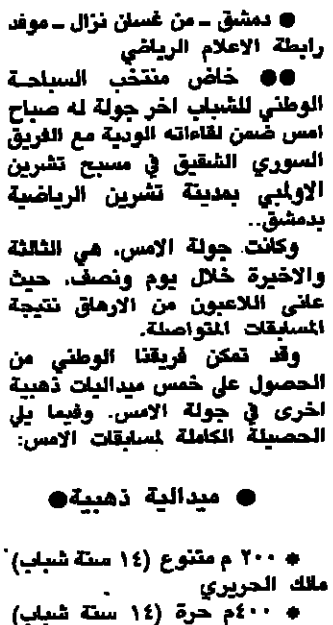 ● دمشق ـ من غسان نزال ـ موفد
رابطة الاعلام الرياضي
●● خاض منتخب السباحة
الوطني للشباب اخر جولة له صباح
امس ضمن لقاءاته الودية مع الفريق
السوري الشقيق في مسبح تشرين
الاولمبي بمدينة تشرين الرياضية
بدمشق..
وكانت جولة الامس، هي الثالثة
والاخيرة خلال يوم ونصف، حيث
عانى اللاعبون من الارهاق نتيجة
المسابقات المتواصلة.
وقد تمكن فريقنا الوطني من
الحصول على خمس ميداليات ذهبية
اخرى في جولة الامس. وفيما يلي
الحصيلة الكاملة لمسابقات الامس:
● ميدالية ذهبية●
* ٢٠٠ م متنوع (١٤ سنة شباب)
مالك الحريري
* ٤٠٠م حرة (١٤ سنة شباب)